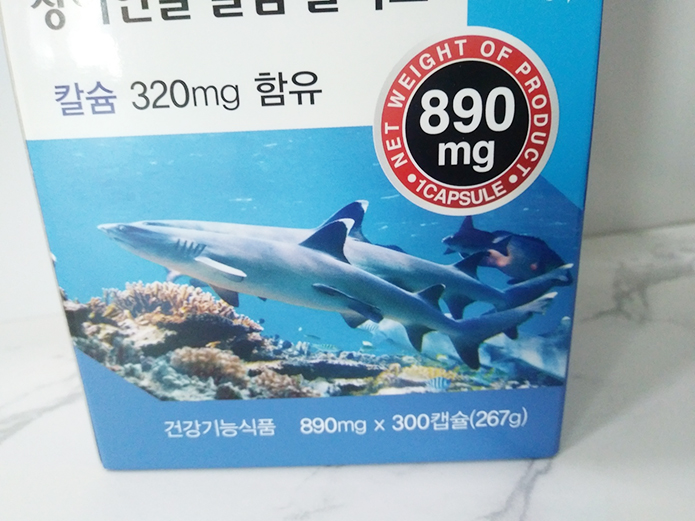 칼슘 320mg 함유
NET WEIGHT OF PRODUCT
890
mg
•1CAPSULE•
건강기능식품 890mg x 300캡슐(267g)